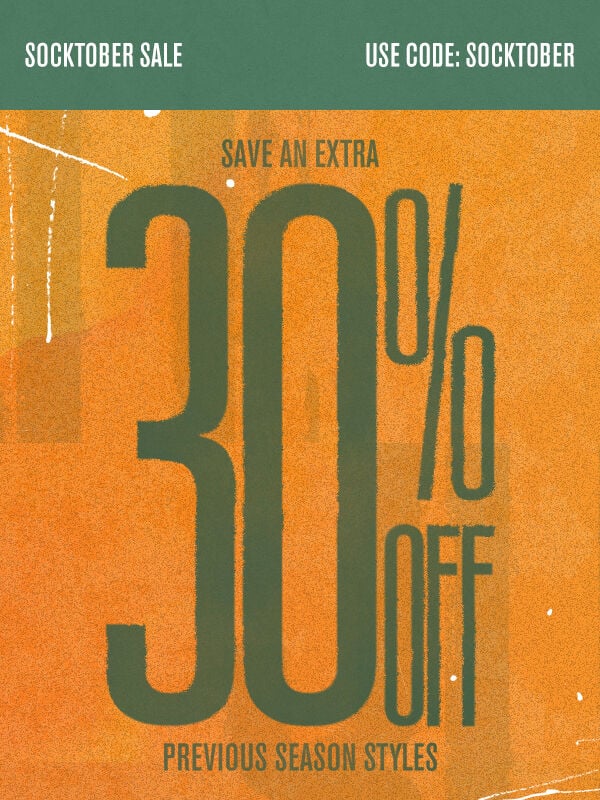 SOCKTOBER SALE
USE CODE: SOCKTOBER
SAVE AN EXTRA
30%
OFF
PREVIOUS SEASON STYLES